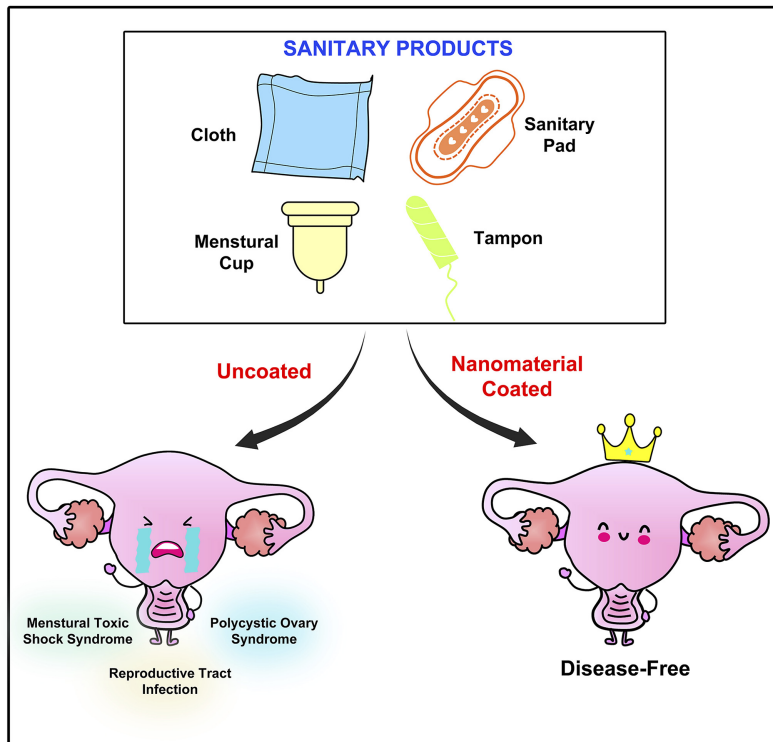 SANITARY PRODUCTS
Cloth
Sanitary
Pad
Menstural
Cup
Tampon
Uncoated
Nanomaterial
Coated
Menstural Toxic
Shock Syndrome
Polycystic Ovary
Syndrome
Reproductive Tract
Infection
Disease-Free